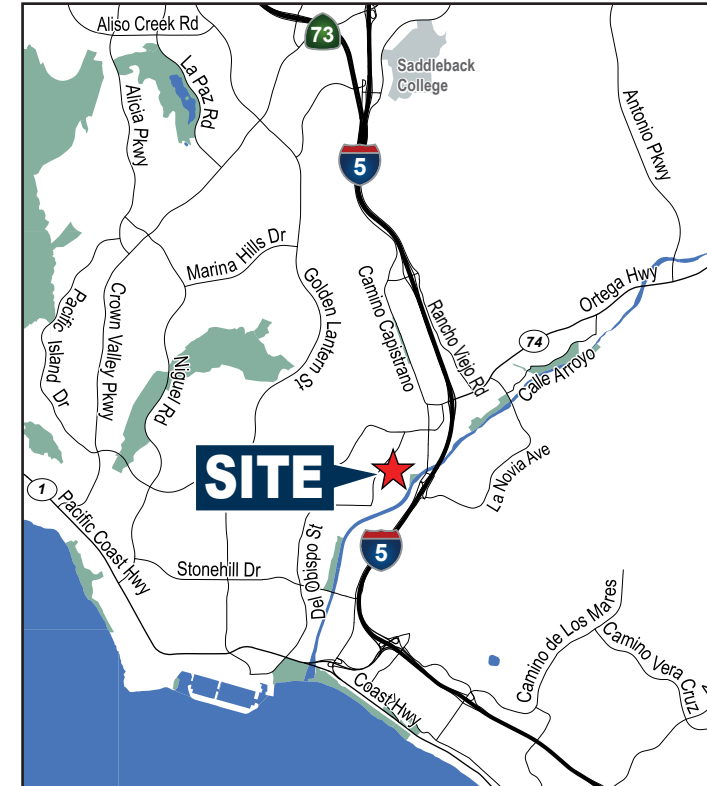 Aliso Creek Rd
73
Saddleback
College
La Paz Rd
Alicia Pkwy
5
Antonio Pkwy
Marina Hills Dr
Golden Lantern St
Camino Capistrano
Rancho Viejo Rd
Ortega Hwy
Pacific Island Dr
Crown Valley Pkwy
Niguel Rd
74
Calle Arroyo
SITE
La Novia Ave
1
Pacific Coast Hwy
5
Stonehill Dr
Del Obispo St
Camino de Los Mares
Camino Vera Cruz
Coast Hwy